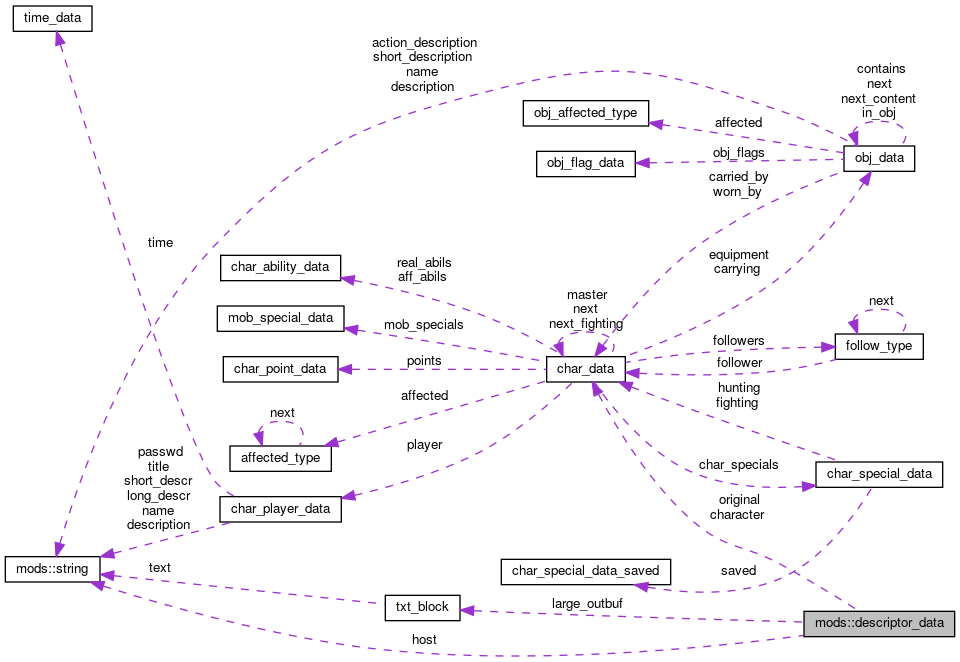 time_data
action_description
short_description
name
description
contains
next
next_content
in_obj
obj_affected_type
affected
obj_data
obj_flag_data
obj_flags
carried_by
worn_by
time
char_ability_data
real_abils
aff_abils
equipment
carrying
mob_special_data
mob_specials
master
next
next_fighting
next
followers
follow_type
char_point_data
points
char_data
follower
hunting
fighting
affected
next
affected_type
player
passwd
title
short_descr
long_descr
name
description
char_specials
char_special_data
char_player_data
original
character
mods::string
text
char_special_data_saved
saved
txt_block
large_outbuf
mods::descriptor_data
host